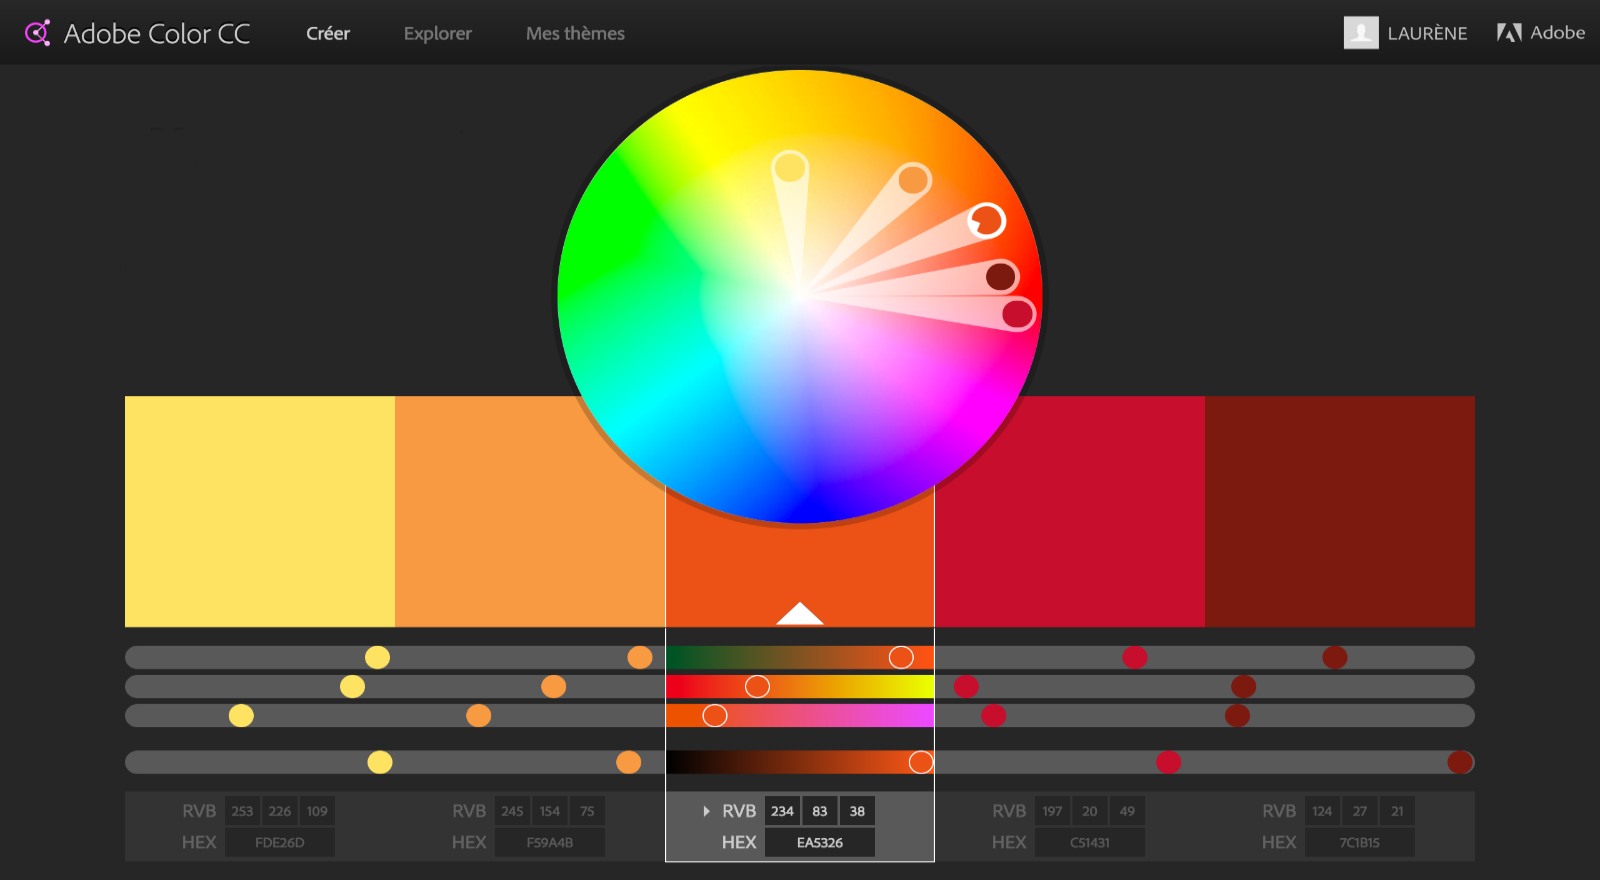 Adobe Color CC Créer Explorer Mes thèmes LAURÈNE Adobe
RVB 253 226 109 RVB 245 154 75 RVB 234 83 38 RVB 197 20 49 RVB 124 27 21
HEX FDE26D HEX F59A4B HEX EA5326 HEX C51431 HEX 7C1B15